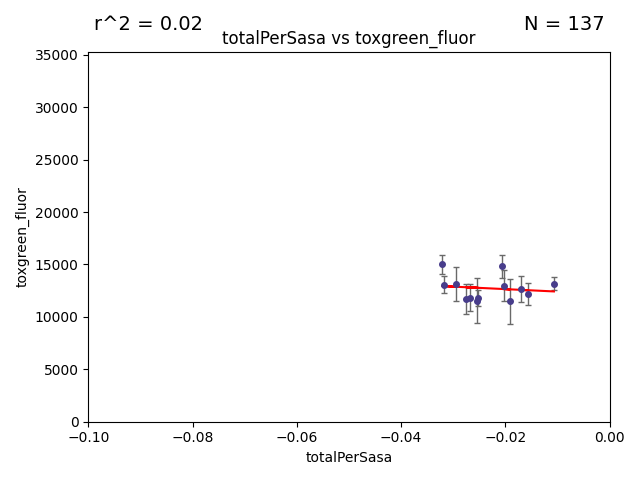 r^2 = 0.02
N = 137
totalPerSasa vs toxgreen_fluor
35000
30000
25000
20000
15000
10000
5000
0
toxgreen_fluor
−0.10
−0.08
−0.06
−0.04
−0.02
0.00
totalPerSasa